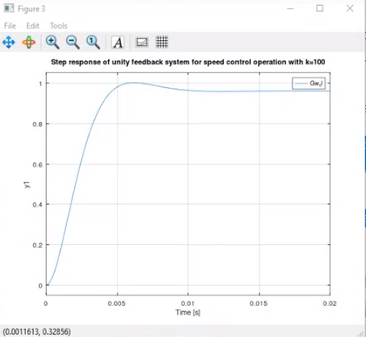 Figure 3
File Edit Tools
A
Step response of unity feedback system for speed control operation with k=100
1
0.8
0.6
0.4
0.2
0
y1
0 0.005 0.01 0.015 0.02
Time [s]
(0.0011613, 0.32856)